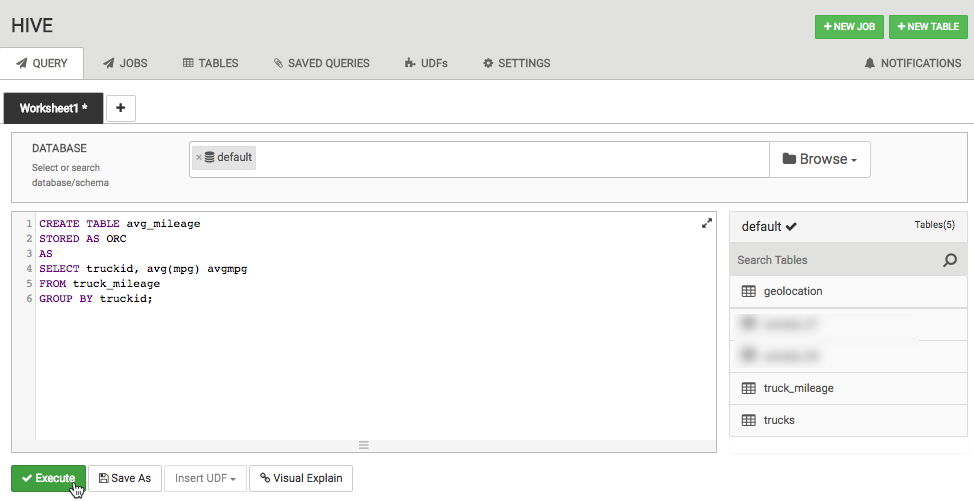 HIVE
+ NEW JOB + NEW TABLE
QUERY JOBS TABLES SAVED QUERIES UDFs SETTINGS NOTIFICATIONS
Worksheet1 * +
DATABASE
Select or search
database/schema
× default
Browse
1 CREATE TABLE avg_mileage
2 STORED AS ORC
3 AS
4 SELECT truckid, avg(mpg) avgmpg
5 FROM truck_mileage
6 GROUP BY truckid;
default Tables(5)
Search Tables
geolocation
truck_mileage
trucks
Execute Save As Insert UDF Visual Explain